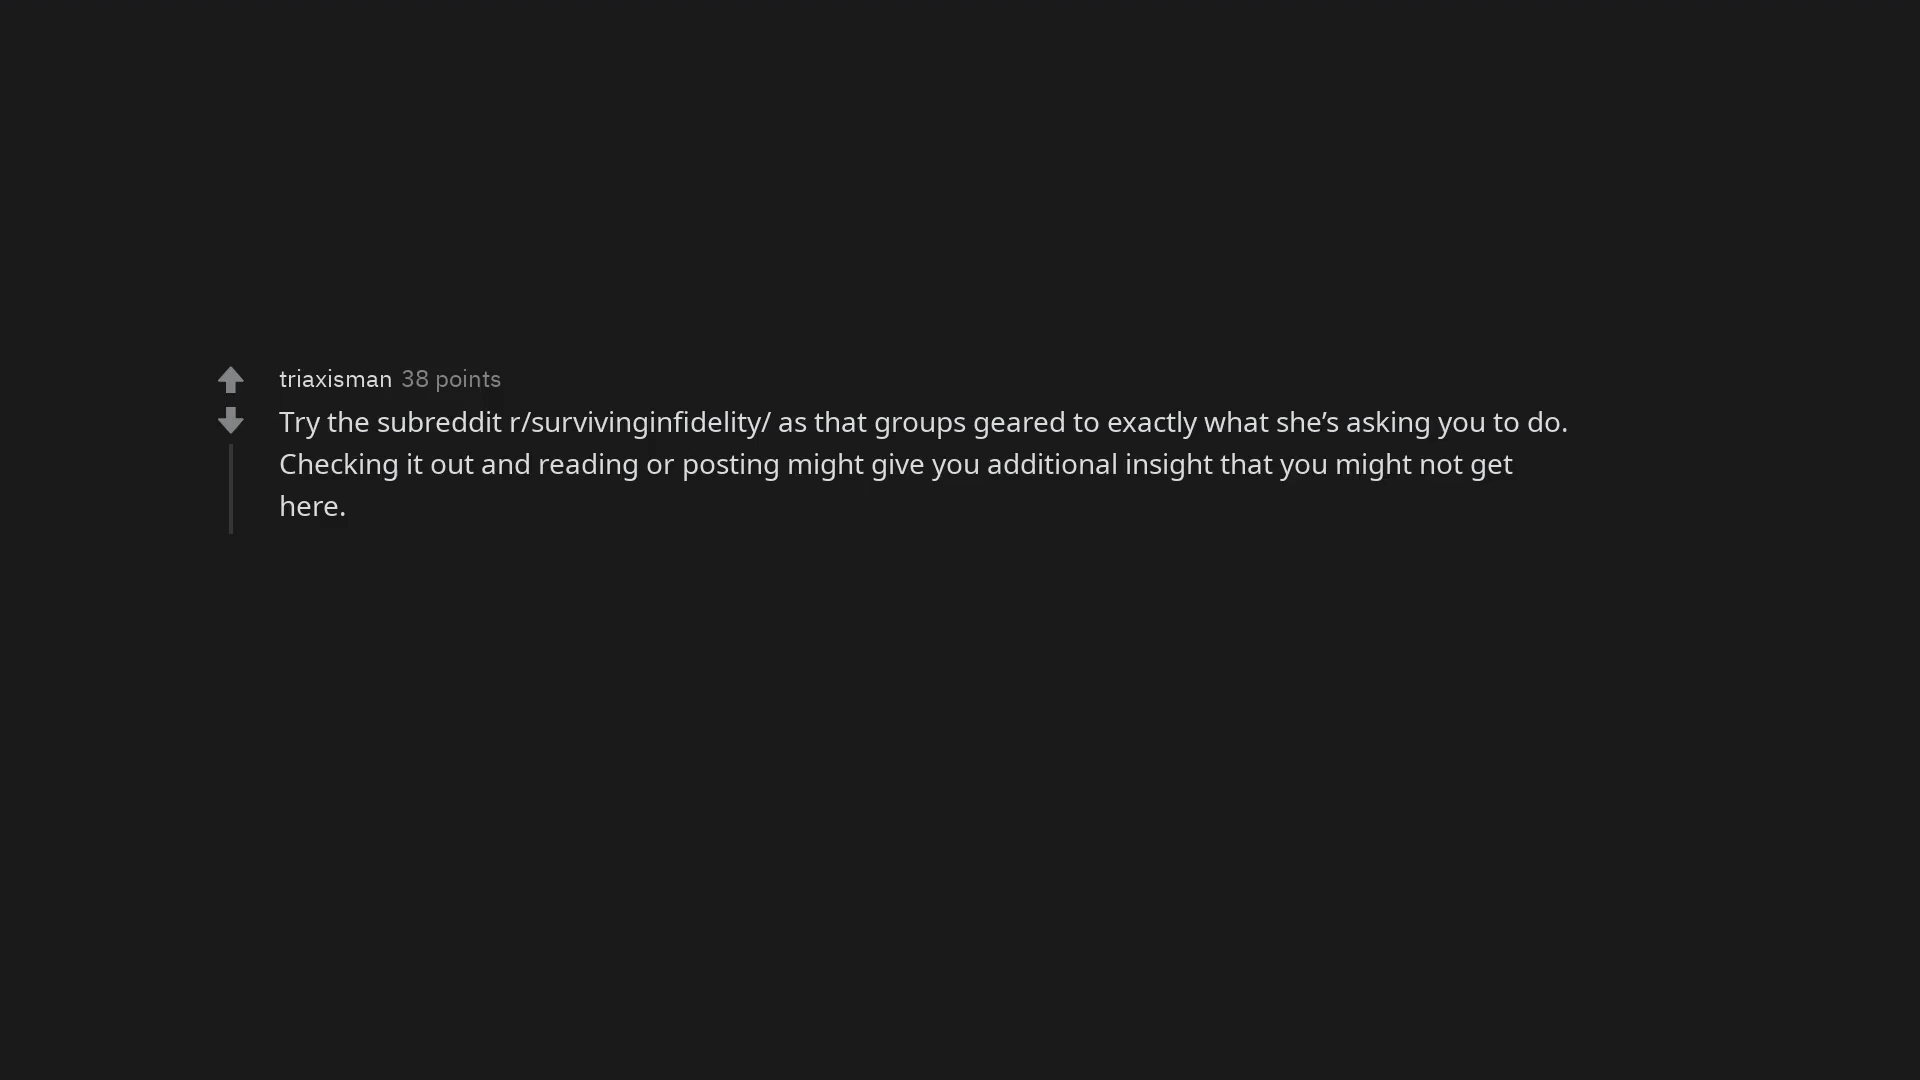 triaxisman 38 points
Try the subreddit r/survivinginfidelity/ as that groups geared to exactly what she’s asking you to do.
Checking it out and reading or posting might give you additional insight that you might not get
here.